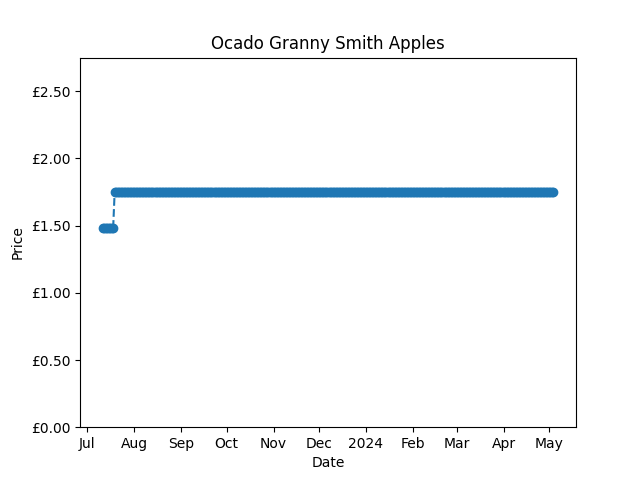 Ocado Granny Smith Apples
£2.50
£2.00
£1.50
£1.00
£0.50
£0.00
Price
Jul Aug Sep Oct Nov Dec 2024 Feb Mar Apr May
Date